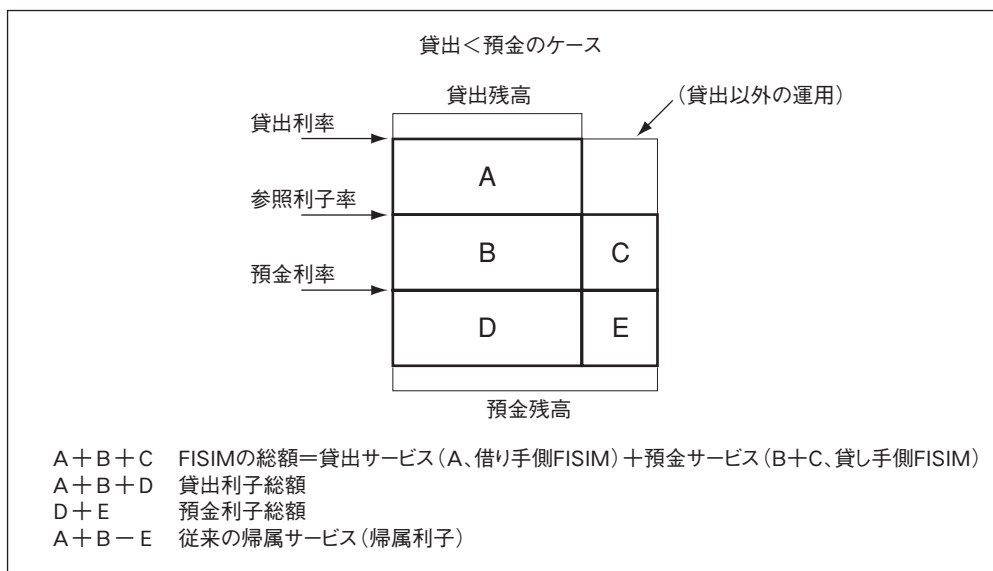 貸出＜預金のケース
貸出残高
（貸出以外の運用）
貸出利率
A
参照利子率
B
C
預金利率
D
E
預金残高
A＋B＋C　FISIMの総額＝貸出サービス（A、借り手側FISIM）＋預金サービス（B＋C、貸し手側FISIM）
A＋B＋D　貸出利子総額
D＋E　預金利子総額
A＋B－E　従来の帰属サービス（帰属利子）